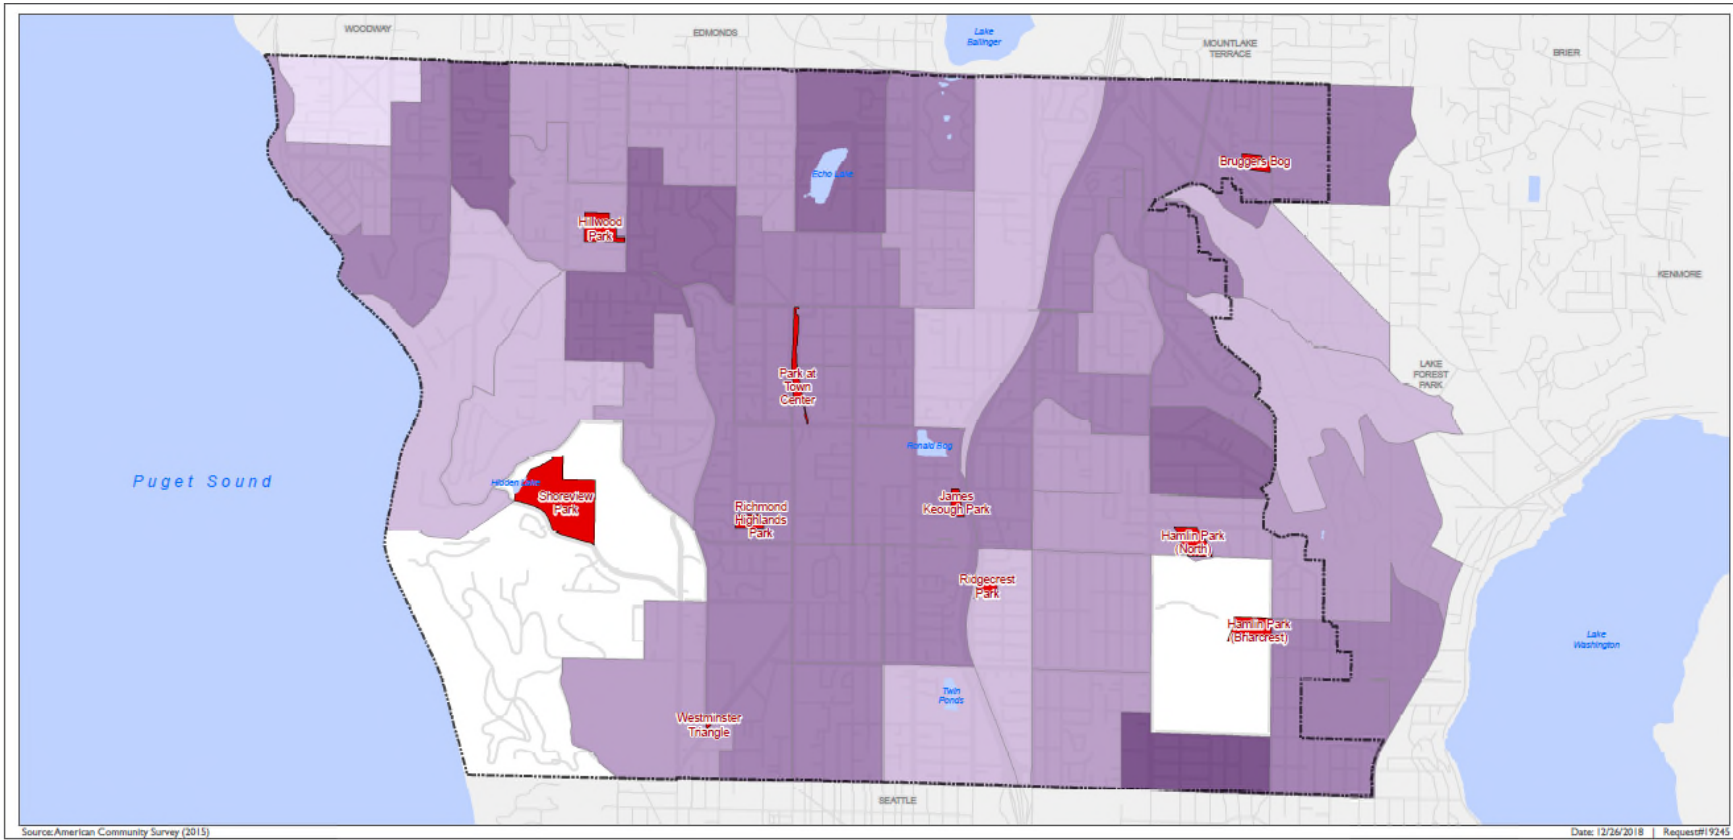 WOODWAY
EDMONDS
Lake
Ballinger
MOUNTLAKE
TERRACE
BRIER
Bruggers Bog
Echo Lake
Hillwood
Park
KENMORE
LAKE
FOREST
PARK
Park at
Town
Center
Ronald Bog
Puget Sound
Hidden Lake
Shoreview
Park
Richmond
Highlands
Park
James
Keough Park
Hamlin Park
(North)
Ridgecrest
Park
Hamlin Park
(Briarcrest)
Lake
Washington
Twin
Ponds
Westminster
Triangle
SEATTLE
Source: American Community Survey (2015)
Date: 12/26/2018 | Request#19245